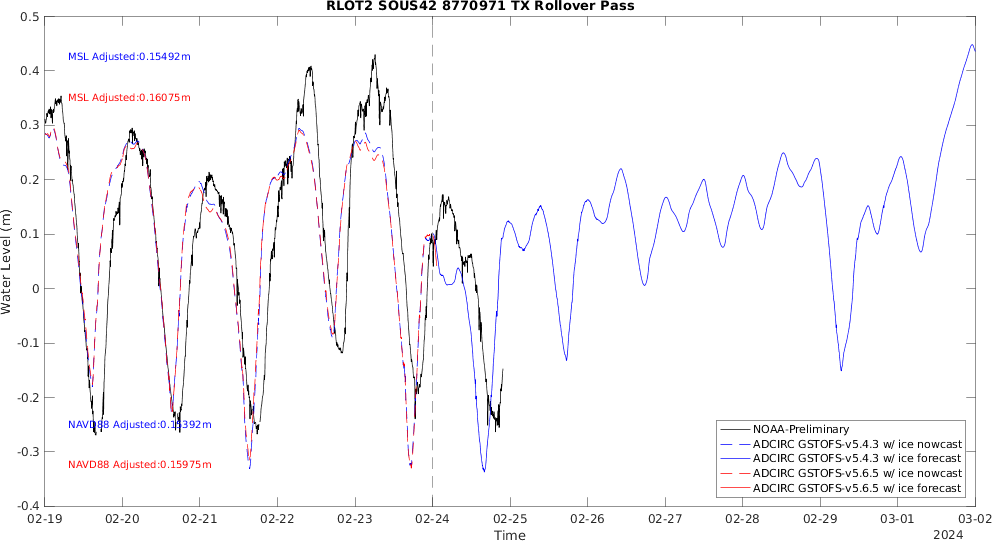 RLOT2 SOUS42 8770971 TX Rollover Pass
0.5
0.4
0.3
0.2
0.1
0
-0.1
-0.2
-0.3
-0.4
Water Level (m)
MSL Adjusted:0.15492m
MSL Adjusted:0.16075m
NAVD88 Adjusted:0.15392m
NAVD88 Adjusted:0.15975m
NOAA-Preliminary
ADCIRC GSTOFS-v5.4.3 w/ ice nowcast
ADCIRC GSTOFS-v5.4.3 w/ ice forecast
ADCIRC GSTOFS-v5.6.5 w/ ice nowcast
ADCIRC GSTOFS-v5.6.5 w/ ice forecast
02-19 02-20 02-21 02-22 02-23 02-24 02-25 02-26 02-27 02-28 02-29 03-01 03-02
Time
2024